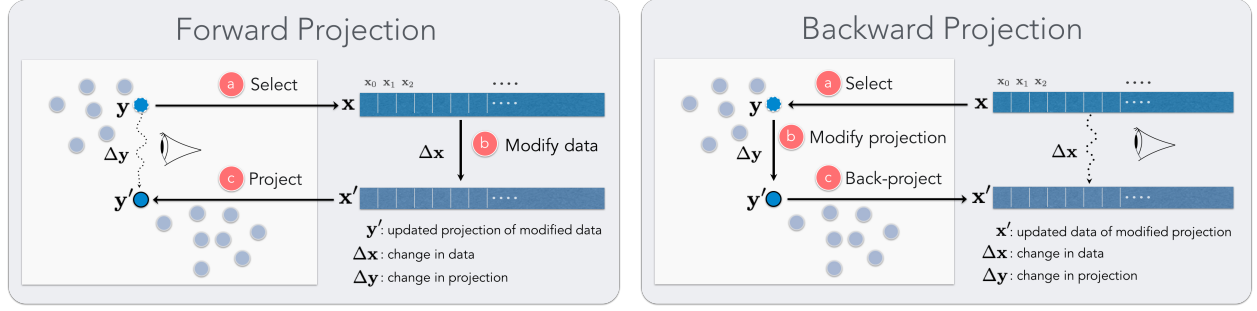 Forward Projection
a Select
x₀ x₁ x₂ ....
y x ....
Δy
b Modify data
Δx
c Project
y′ x′ ....
y′: updated projection of modified data
Δx : change in data
Δy : change in projection
Backward Projection
a Select
x₀ x₁ x₂ ....
y x ....
b Modify projection
Δy Δx
c Back-project
y′ x′ ....
x′: updated data of modified projection
Δx : change in data
Δy : change in projection